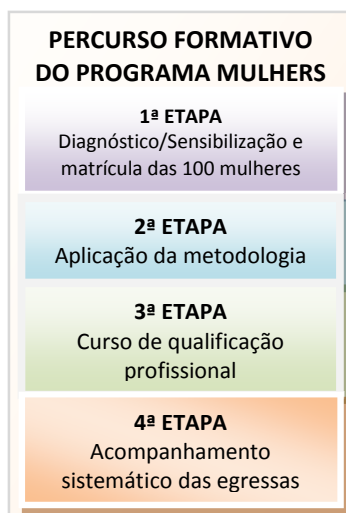 PERCURSO FORMATIVO
DO PROGRAMA MULHERS
1ª ETAPA
Diagnóstico/Sensibilização e
matrícula das 100 mulheres
2ª ETAPA
Aplicação da metodologia
3ª ETAPA
Curso de qualificação
profissional
4ª ETAPA
Acompanhamento
sistemático das egressas